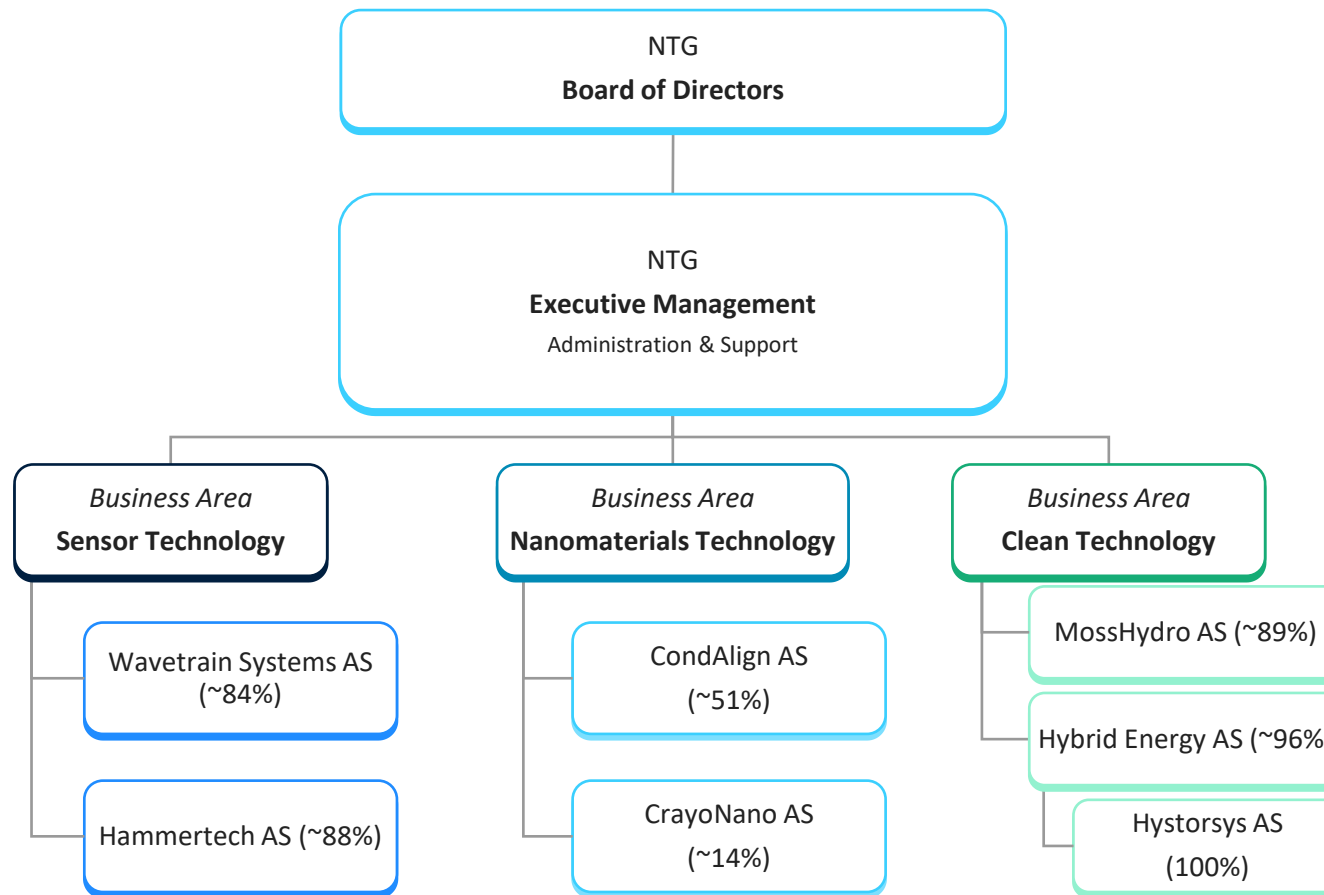 NTG
Board of Directors
NTG
Executive Management
Administration & Support
Business Area
Sensor Technology
Business Area
Nanomaterials Technology
Business Area
Clean Technology
Wavetrain Systems AS
(~84%)
Hammertech AS (~88%)
CondAlign AS
(~51%)
CrayoNano AS
(~14%)
MossHydro AS (~89%)
Hybrid Energy AS (~96%
Hystorsys AS
(100%)